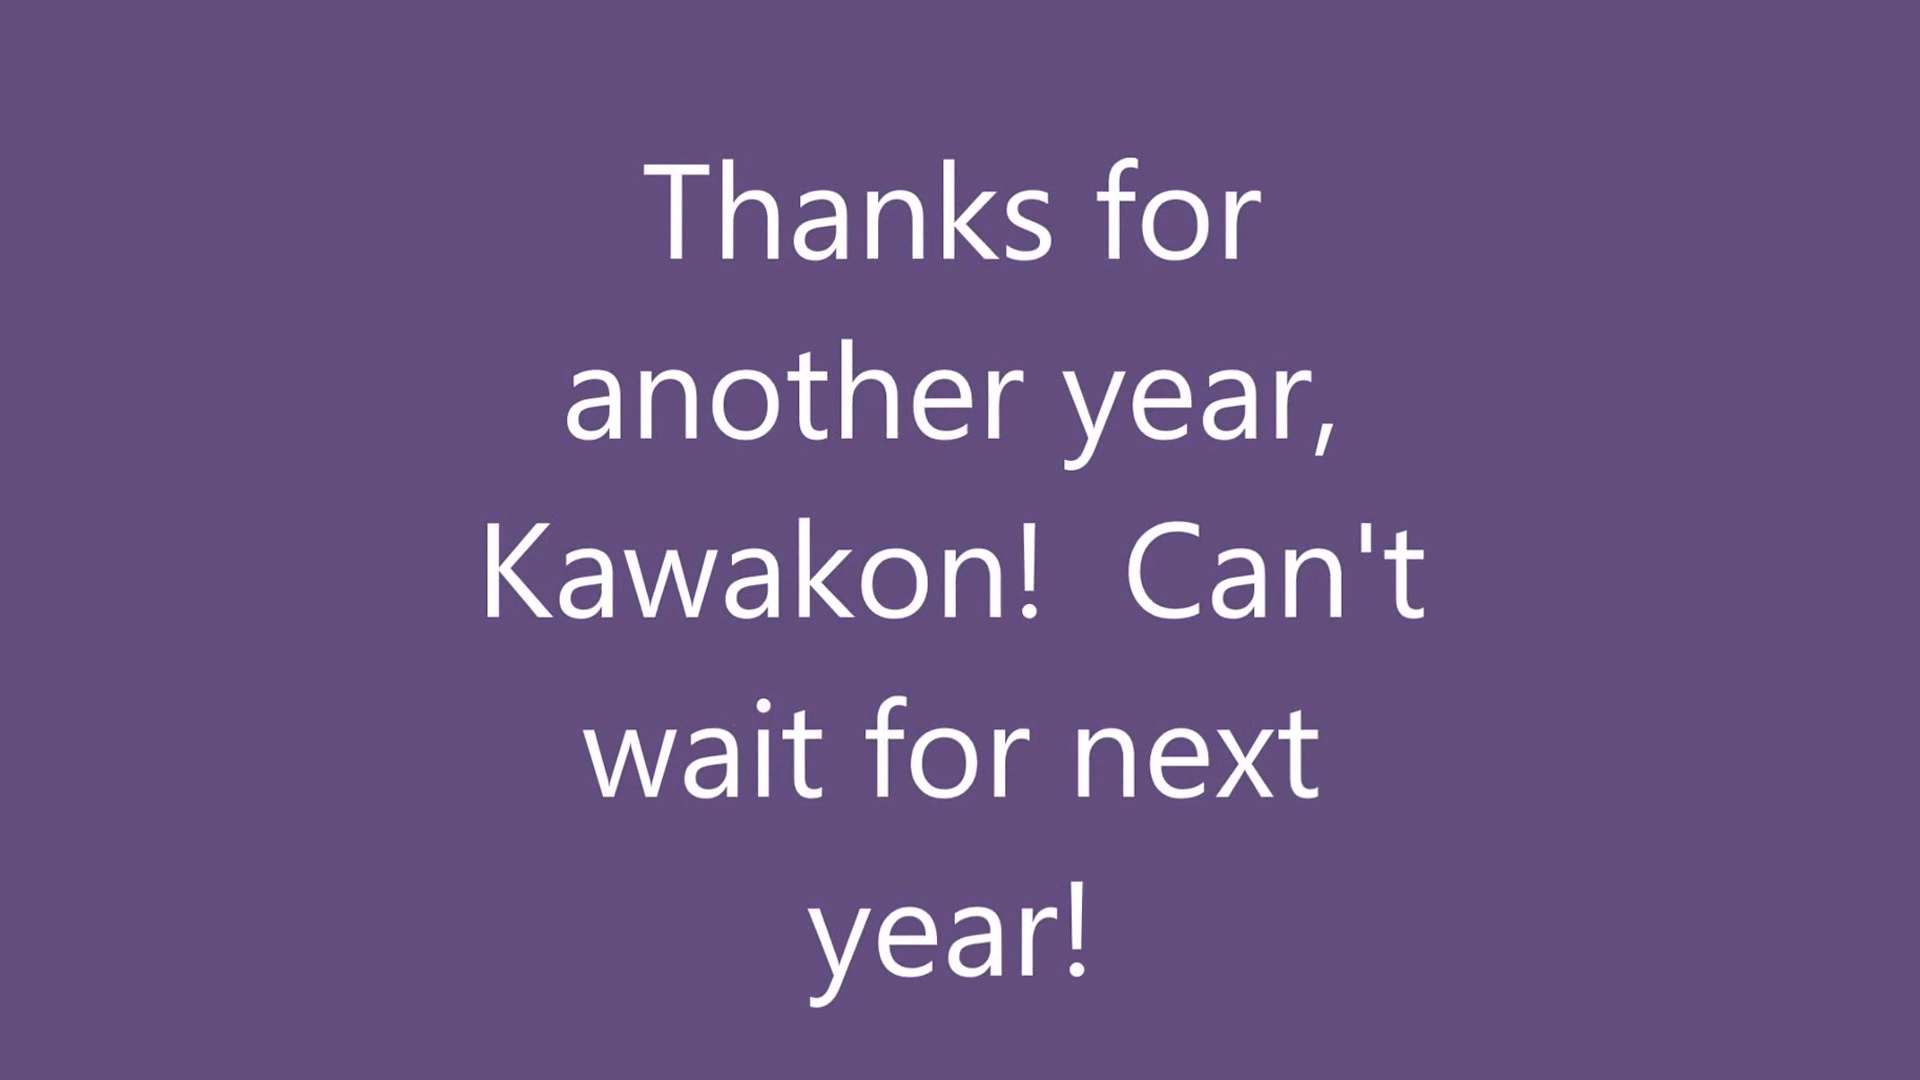 Thanks for
another year,
Kawakon!  Can't
wait for next
year!